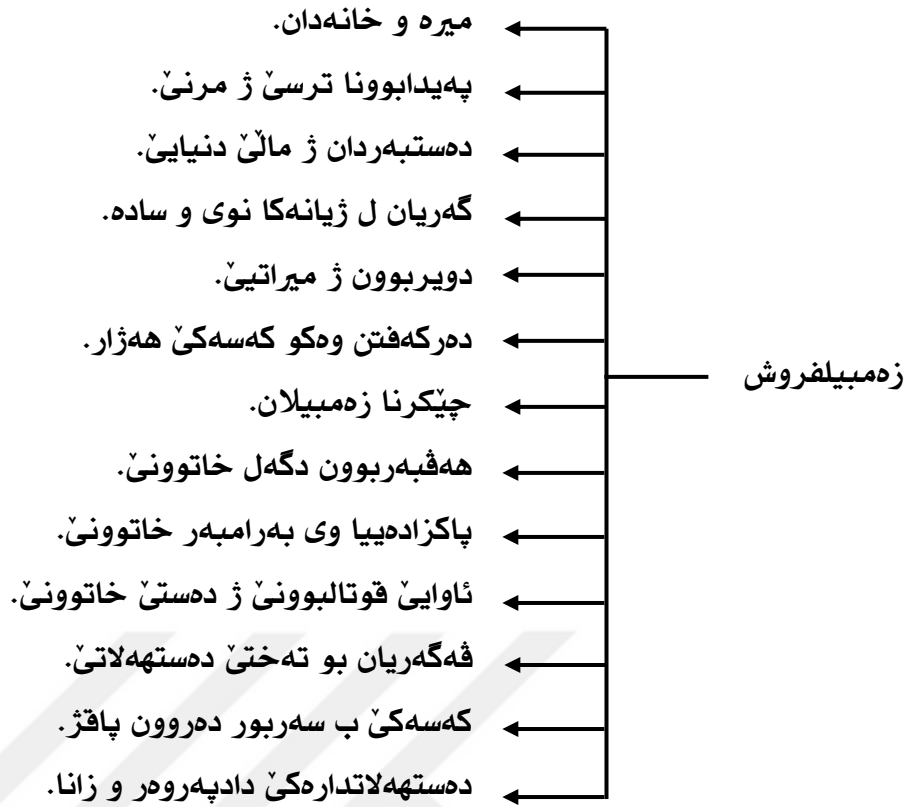 میرە و خانەدان.
پەیدابوونا ترسێ ژ مرنێ.
دەستبەردان ژ ماڵێ دنیایێ.
گەریان ل ژیانەکا نوی و سادە.
دویربوون ژ میراتیێ.
دەرکەفتن وەکو کەسەکێ هەژار.
زەمبیلفروش
چێکرنا زەمبیلان.
هەڤبەربوون دگەل خاتوونێ.
پاکزادەییا وی بەرامبەر خاتوونێ.
ئاوایێ قوتالبوونێ ژ دەستێ خاتوونێ.
ڤەگەریان بو تەختێ دەستهەلاتێ.
کەسەکێ ب سەربور دەروون پاقژ.
دەستهەلاتدارەکێ دادپەروەر و زانا.